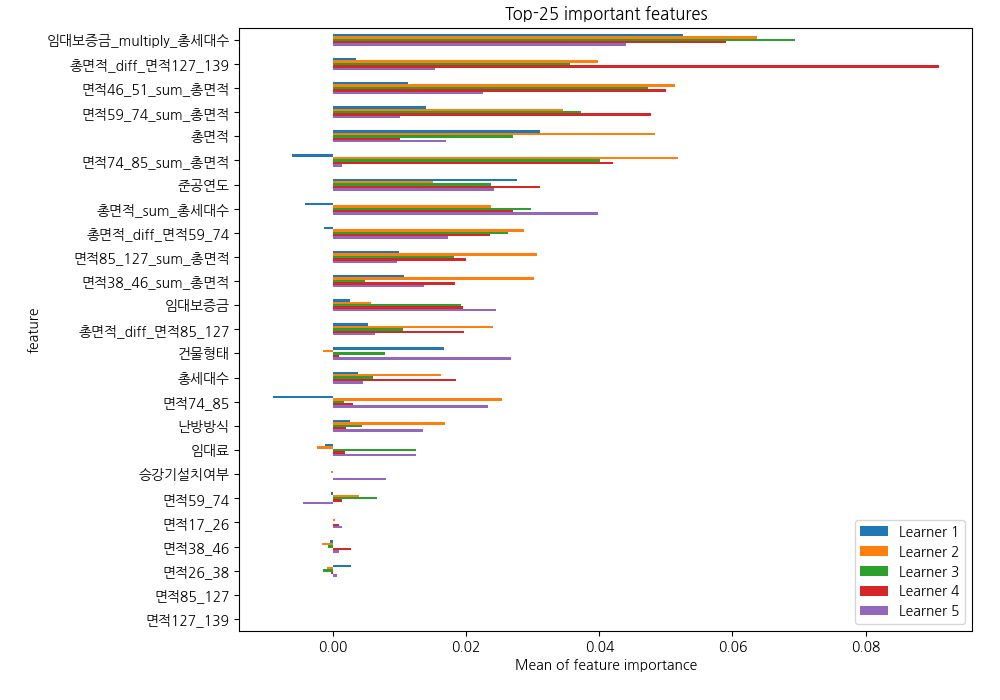 Top-25 important features
임대보증금_multiply_총세대수
총면적_diff_면적127_139
면적46_51_sum_총면적
면적59_74_sum_총면적
총면적
면적74_85_sum_총면적
준공연도
총면적_sum_총세대수
총면적_diff_면적59_74
면적85_127_sum_총면적
면적38_46_sum_총면적
임대보증금
총면적_diff_면적85_127
건물형태
총세대수
면적74_85
난방방식
임대료
승강기설치여부
면적59_74
면적17_26
면적38_46
면적26_38
면적85_127
면적127_139
feature
Learner 1
Learner 2
Learner 3
Learner 4
Learner 5
0.00 0.02 0.04 0.06 0.08
Mean of feature importance